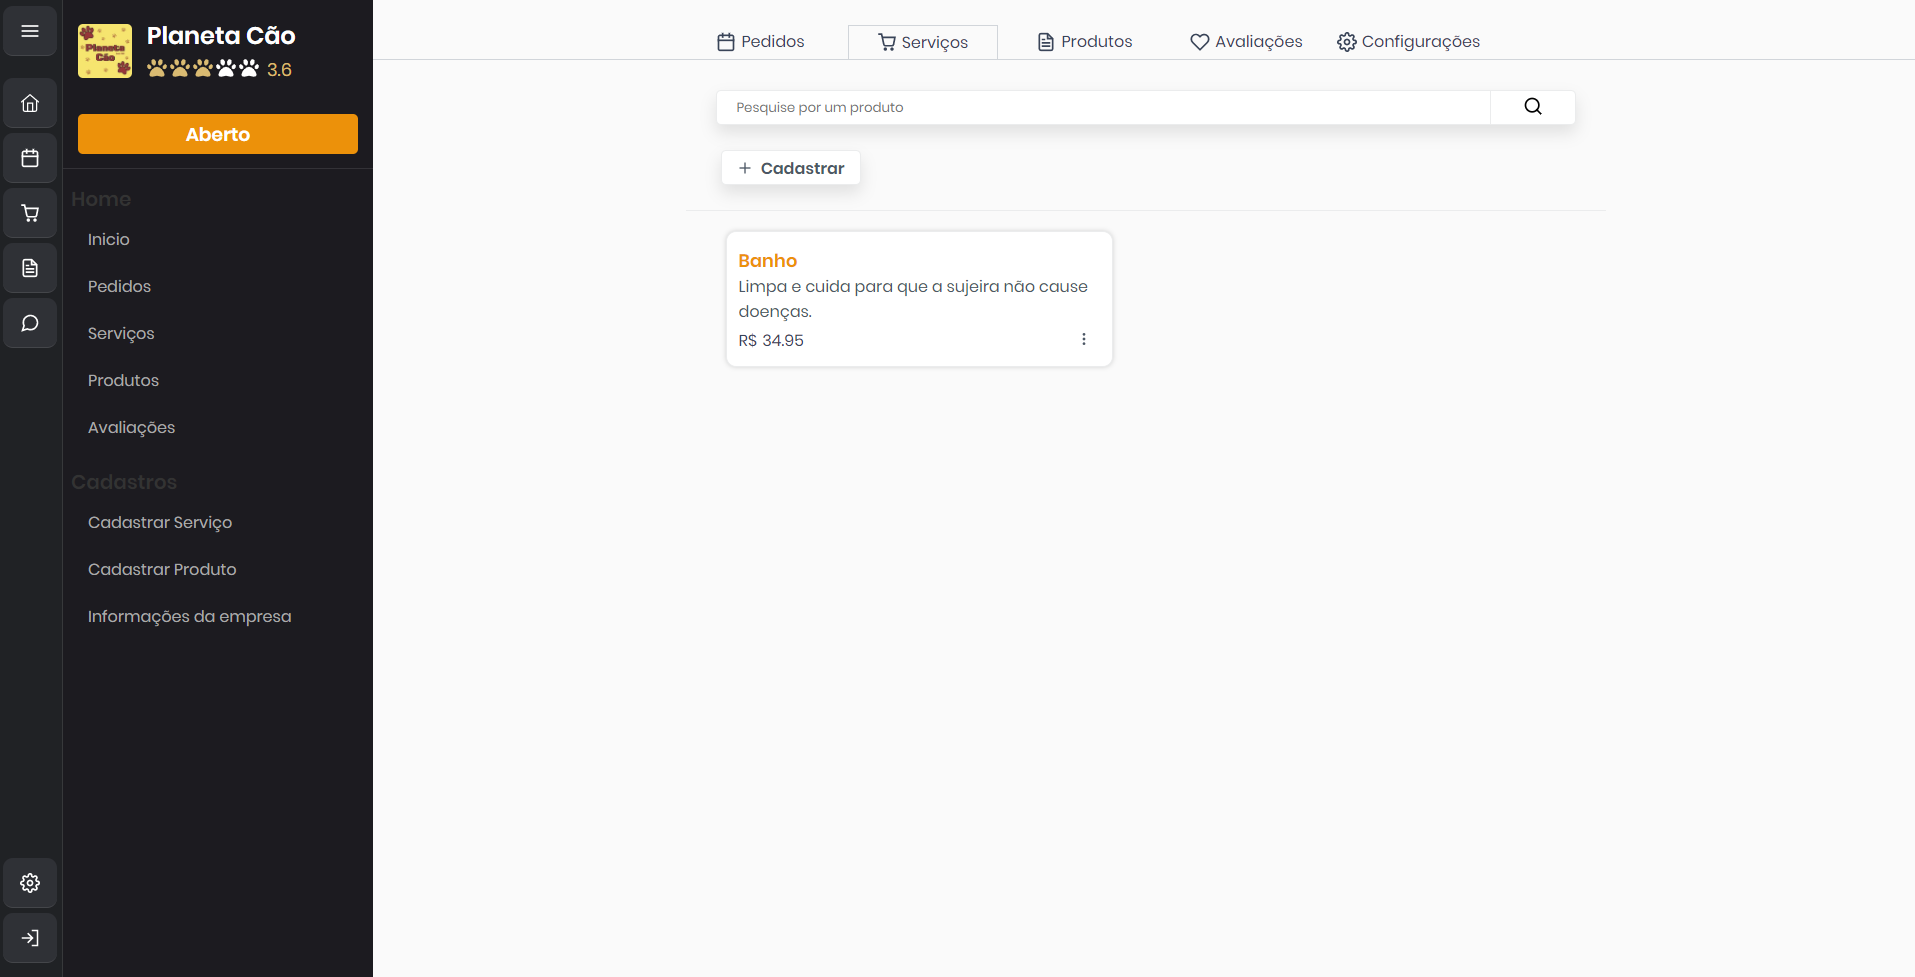 Planeta Cão
Planeta
Cão
3.6
Aberto
Home
Inicio
Pedidos
Serviços
Produtos
Avaliações
Cadastros
Cadastrar Serviço
Cadastrar Produto
Informações da empresa
Pedidos
Serviços
Produtos
Avaliações
Configurações
Pesquise por um produto
Cadastrar
Banho
Limpa e cuida para que a sujeira não cause
doenças.
R$ 34.95